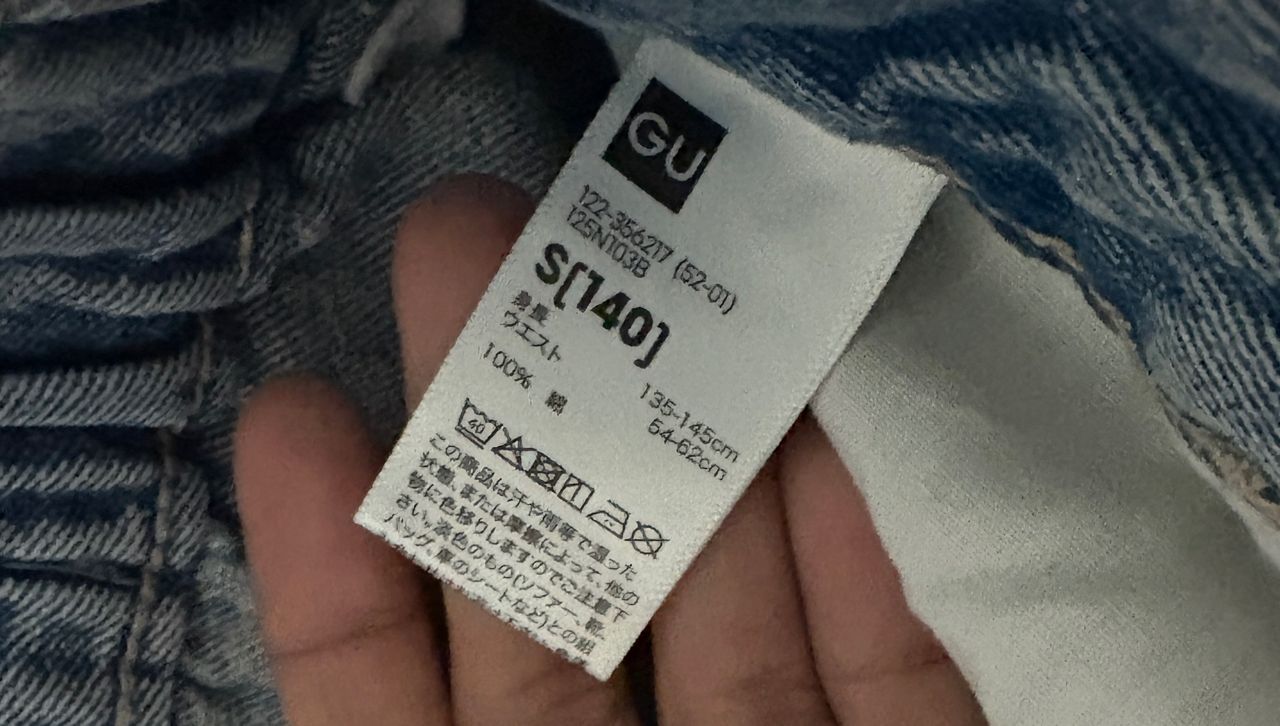 GU
122-356217 (52-01)
125N103B
S[140]
身長 135-145cm
ウエスト 54-62cm
100% 綿
40
この商品は汗や雨等で湿った
状態、または摩擦によって、他の
物に色移りしますのでご注意下
さい。淡色のもの(ソファー、靴、
バッグ、車のシートなど)との組